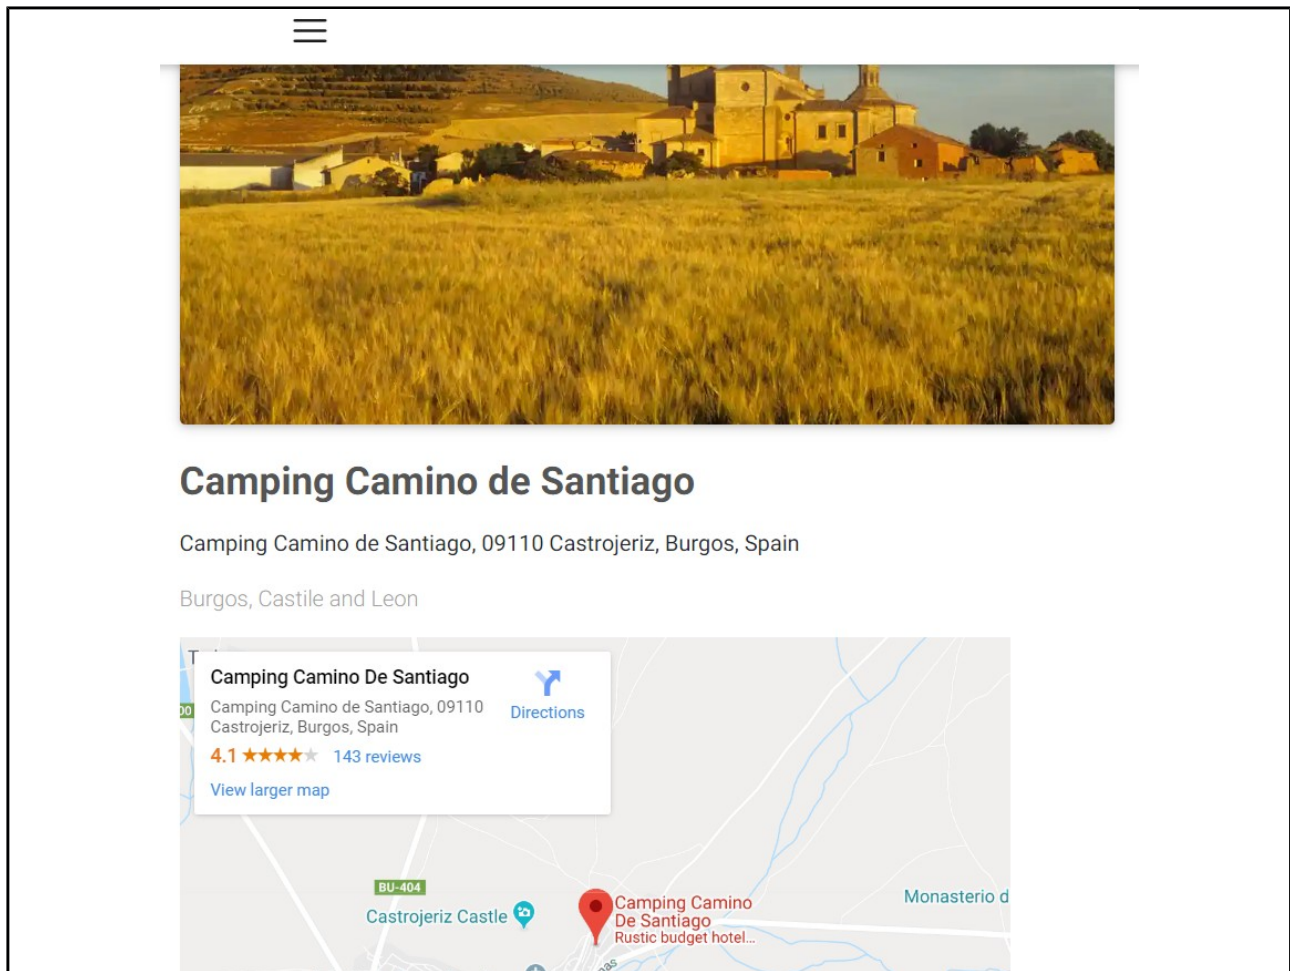 Camping Camino de Santiago
Camping Camino de Santiago, 09110 Castrojeriz, Burgos, Spain
Burgos, Castile and Leon
Camping Camino De Santiago
Camping Camino de Santiago, 09110
Castrojeriz, Burgos, Spain
4.1 ★★★★★ 143 reviews
View larger map
Directions
BU-404
Castrojeriz Castle
Camping Camino
De Santiago
Rustic budget hotel...
Monasterio d